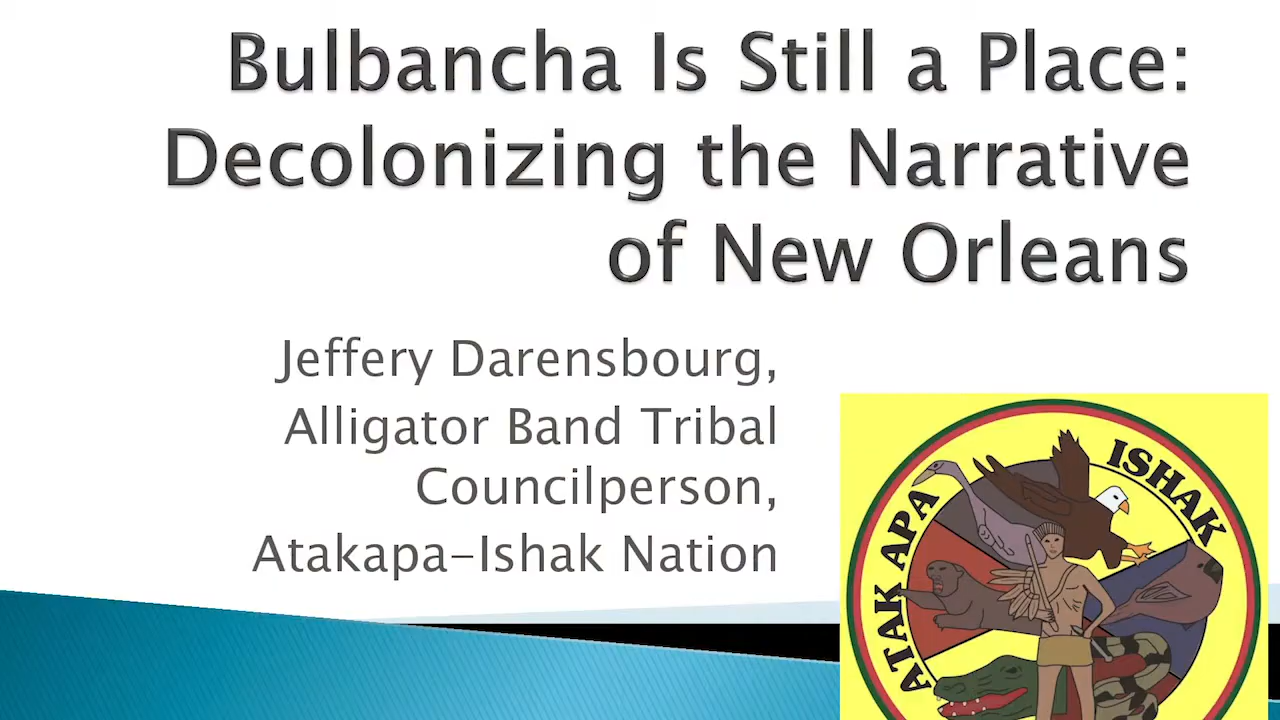 Bulbancha Is Still a Place:
Decolonizing the Narrative
of New Orleans
Jeffery Darensbourg,
Alligator Band Tribal
Councilperson,
Atakapa-Ishak Nation
ATAKAPA
ISHAK